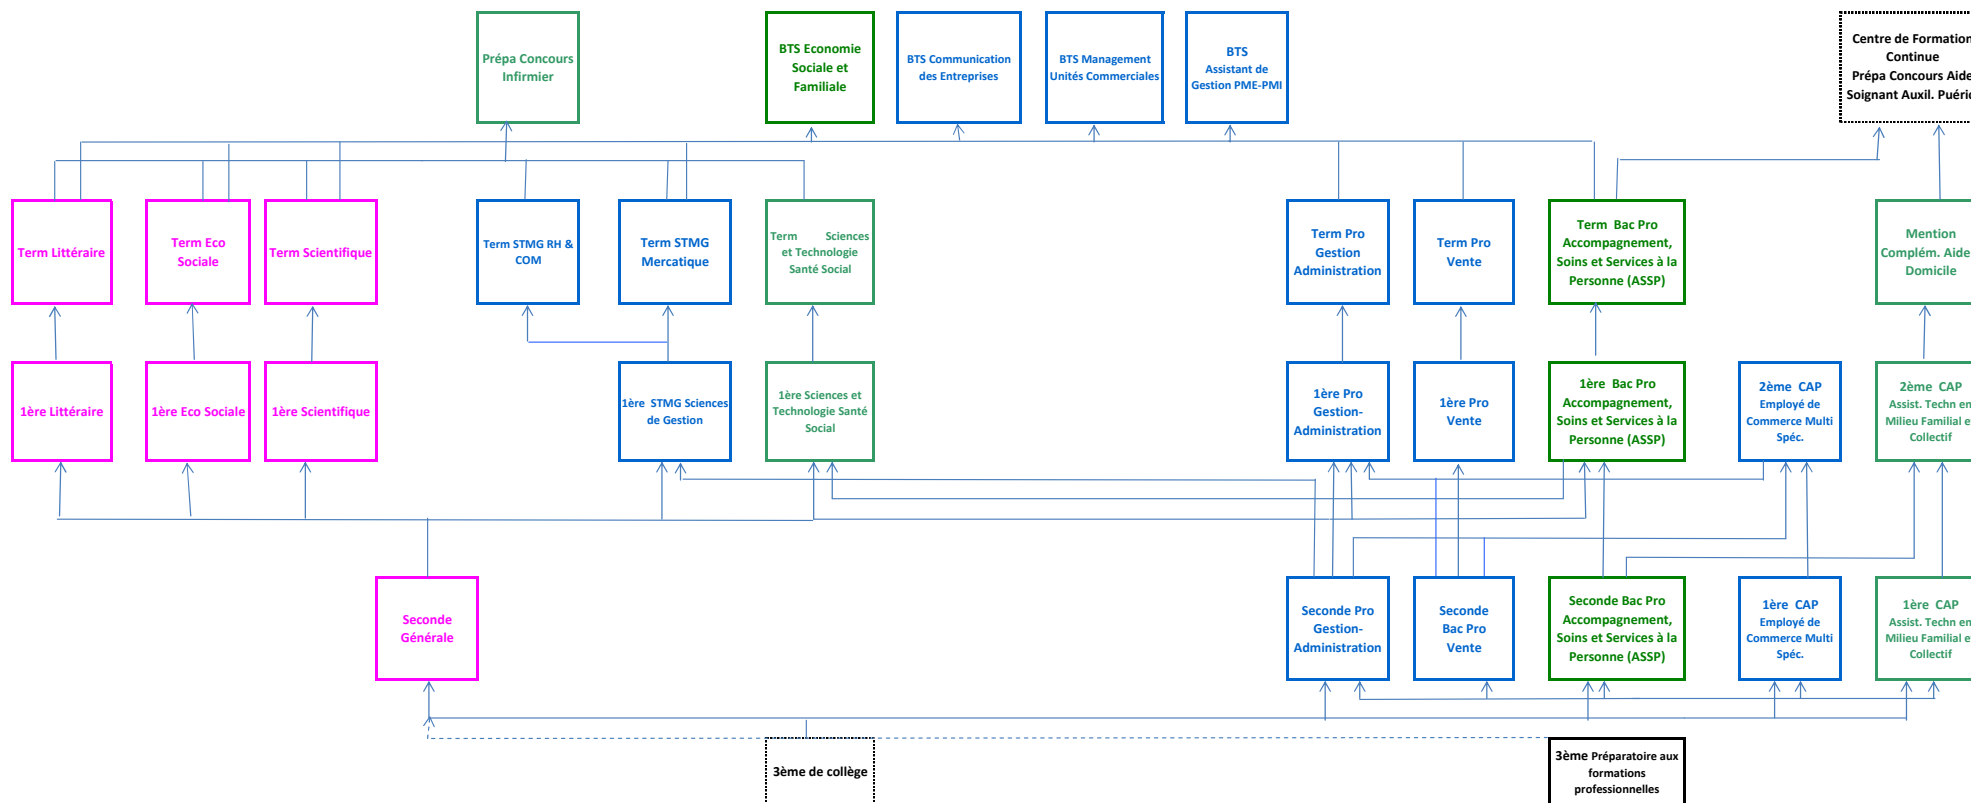 Prépa Concours
Infirmier
BTS Economie
Sociale et
Familiale
BTS Communication
des Entreprises
BTS Management
Unités Commerciales
BTS
Assistant de
Gestion PME-PMI
Centre de Formation
Continue
Prépa Concours Aide
Soignant Auxil. Puéric
Term Littéraire
Term Eco
Sociale
Term Scientifique
Term STMG RH &
COM
Term STMG
Mercatique
Term Sciences
et Technologie
Santé Social
Term Pro
Gestion
Administration
Term Pro
Vente
Term Bac Pro
Accompagnement,
Soins et Services à la
Personne (ASSP)
Mention
Complém. Aide
Domicile
1ère Littéraire
1ère Eco Sociale
1ère Scientifique
1ère STMG Sciences
de Gestion
1ère Sciences et
Technologie Santé
Social
1ère Pro
Gestion-
Administration
1ère Pro
Vente
1ère Bac Pro
Accompagnement,
Soins et Services à la
Personne (ASSP)
2ème CAP
Employé de
Commerce Multi
Spéc.
2ème CAP
Assist. Techn en
Milieu Familial e
Collectif
Seconde
Générale
Seconde Pro
Gestion-
Administration
Seconde
Bac Pro
Vente
Seconde Bac Pro
Accompagnement,
Soins et Services à la
Personne (ASSP)
1ère CAP
Employé de
Commerce Multi
Spéc.
1ère CAP
Assist. Techn en
Milieu Familial e
Collectif
3ème de collège
3ème Préparatoire aux
formations
professionnelles